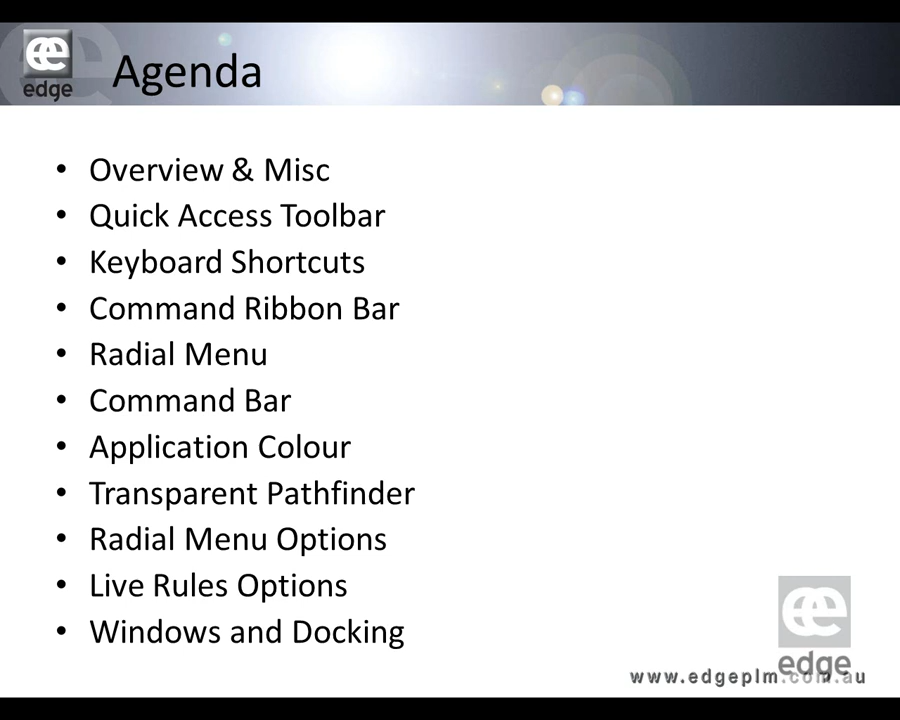 edge
Agenda
• Overview & Misc
• Quick Access Toolbar
• Keyboard Shortcuts
• Command Ribbon Bar
• Radial Menu
• Command Bar
• Application Colour
• Transparent Pathfinder
• Radial Menu Options
• Live Rules Options
• Windows and Docking
edge
www.edgeplm.com.au